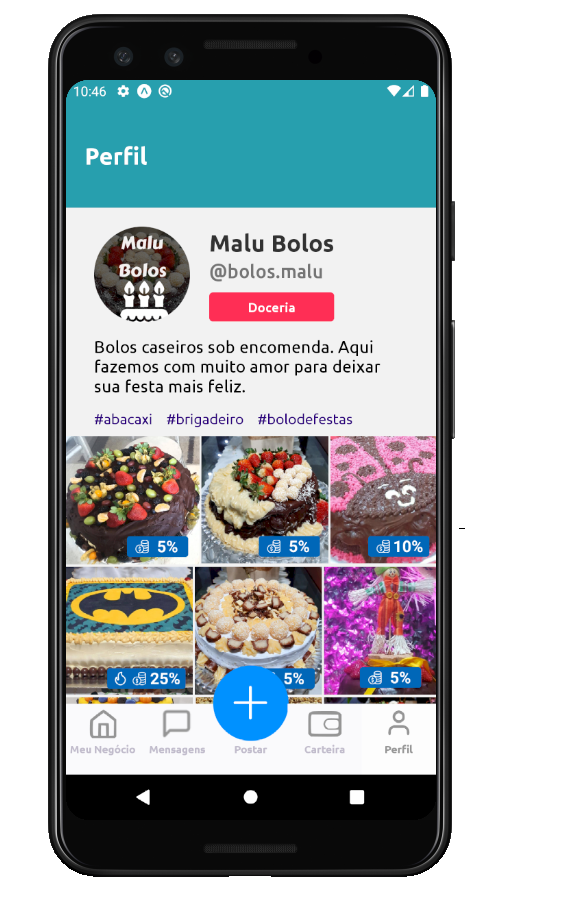 10:46
Perfil
Malu
Bolos
Malu Bolos
@bolos.malu
Doceria
Bolos caseiros sob encomenda. Aqui
fazemos com muito amor para deixar
sua festa mais feliz.
#abacaxi #brigadeiro #bolodefestas
5% 5% 10%
25% 5% 5%
Meu Negócio Mensagens Postar Carteira Perfil